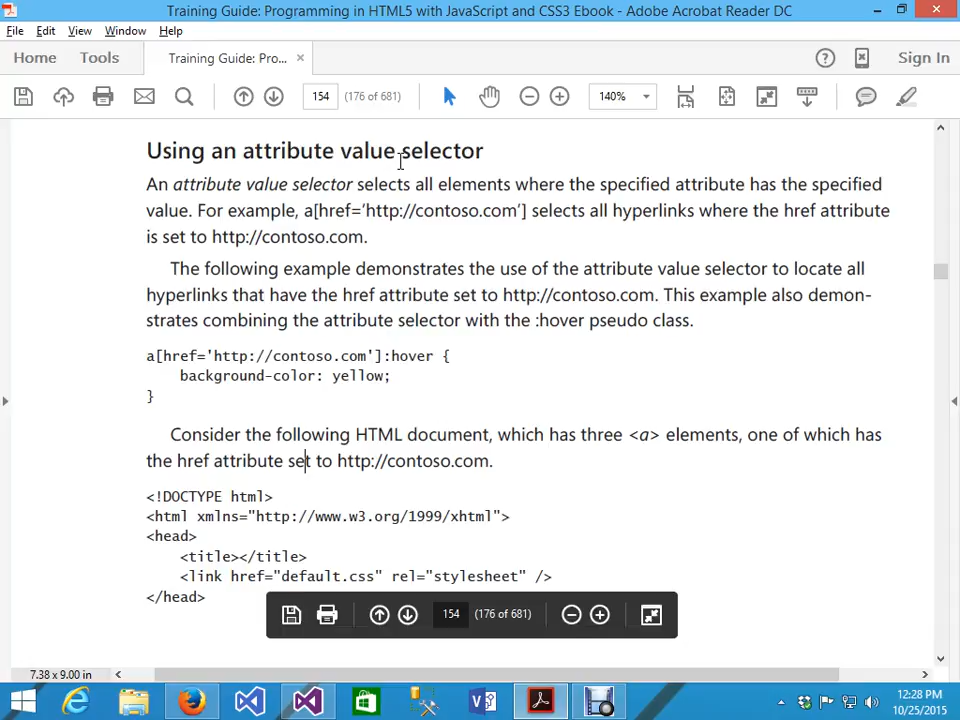 Training Guide: Programming in HTML5 with JavaScript and CSS3 Ebook - Adobe Acrobat Reader DC
File Edit View Window Help
Home Tools Training Guide: Pro... × Sign In
154 (176 of 681) 140%
Using an attribute value selector
An attribute value selector selects all elements where the specified attribute has the specified
value. For example, a[href=’http://contoso.com’] selects all hyperlinks where the href attribute
is set to http://contoso.com.
The following example demonstrates the use of the attribute value selector to locate all
hyperlinks that have the href attribute set to http://contoso.com. This example also demon-
strates combining the attribute selector with the :hover pseudo class.
a[href='http://contoso.com']:hover {
background-color: yellow;
}
Consider the following HTML document, which has three <a> elements, one of which has
the href attribute set to http://contoso.com.
<!DOCTYPE html>
<html xmlns="http://www.w3.org/1999/xhtml">
<head>
<title></title>
<link href="default.css" rel="stylesheet" />
</head>
154 (176 of 681)
7.38 x 9.00 in
12:28 PM
10/25/2015